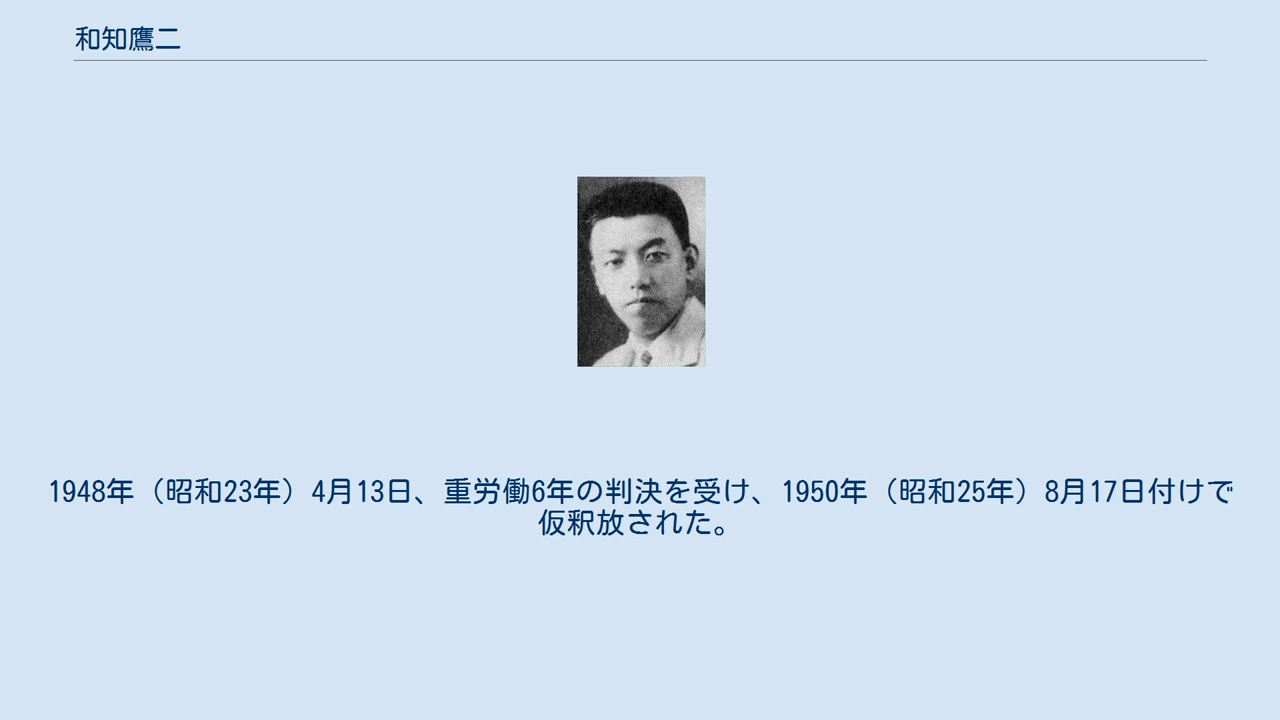 和知鷹二
1948年（昭和23年）4月13日、重労働6年の判決を受け、1950年（昭和25年）8月17日付けで
仮釈放された。